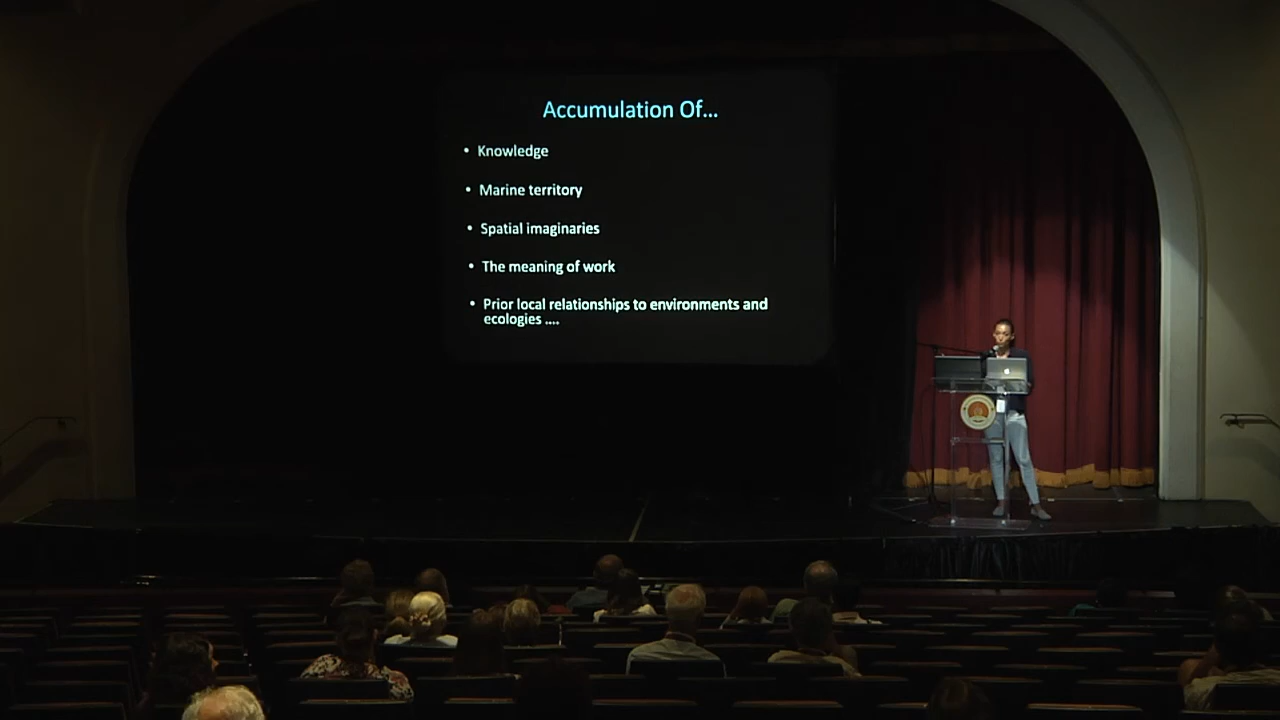 Accumulation Of...
• Knowledge
• Marine territory
• Spatial imaginaries
• The meaning of work
• Prior local relationships to environments and
ecologies ....